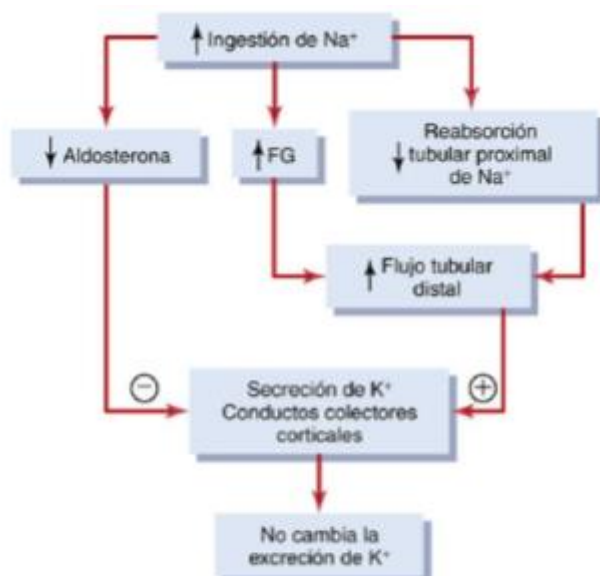 ↑ Ingestión de Na⁺
↓ Aldosterona
↑ FG
Reabsorción
↓ tubular proximal
de Na⁺
↑ Flujo tubular
distal
−
+
Secreción de K⁺
Conductos colectores
corticales
No cambia la
excreción de K⁺